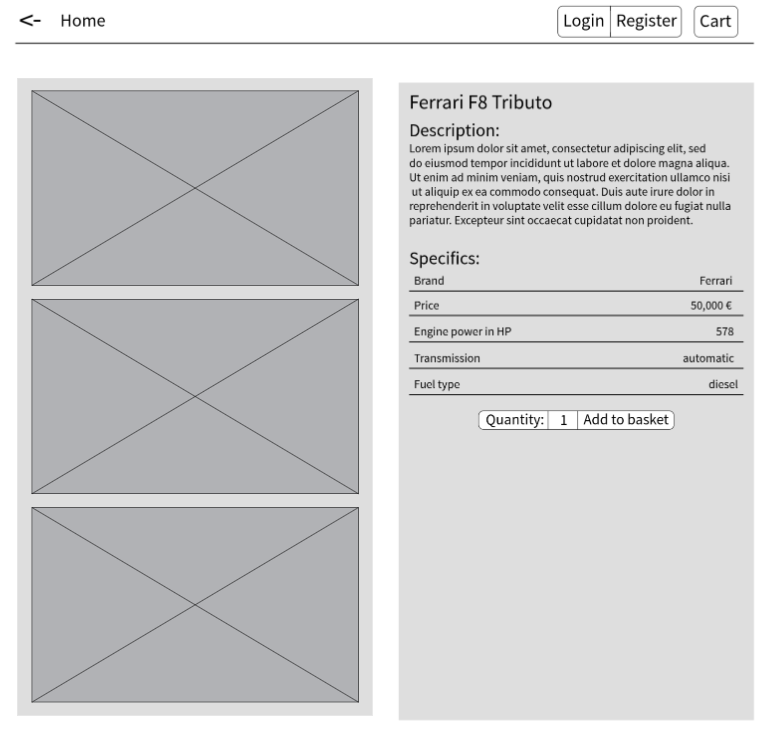 <- Home Login Register Cart
Ferrari F8 Tributo
Description:
Lorem ipsum dolor sit amet, consectetur adipiscing elit, sed
do eiusmod tempor incididunt ut labore et dolore magna aliqua.
Ut enim ad minim veniam, quis nostrud exercitation ullamco nisi
ut aliquip ex ea commodo consequat. Duis aute irure dolor in
reprehenderit in voluptate velit esse cillum dolore eu fugiat nulla
pariatur. Excepteur sint occaecat cupidatat non proident.
Specifics:
Brand Ferrari
Price 50,000 €
Engine power in HP 578
Transmission automatic
Fuel type diesel
Quantity: 1 Add to basket